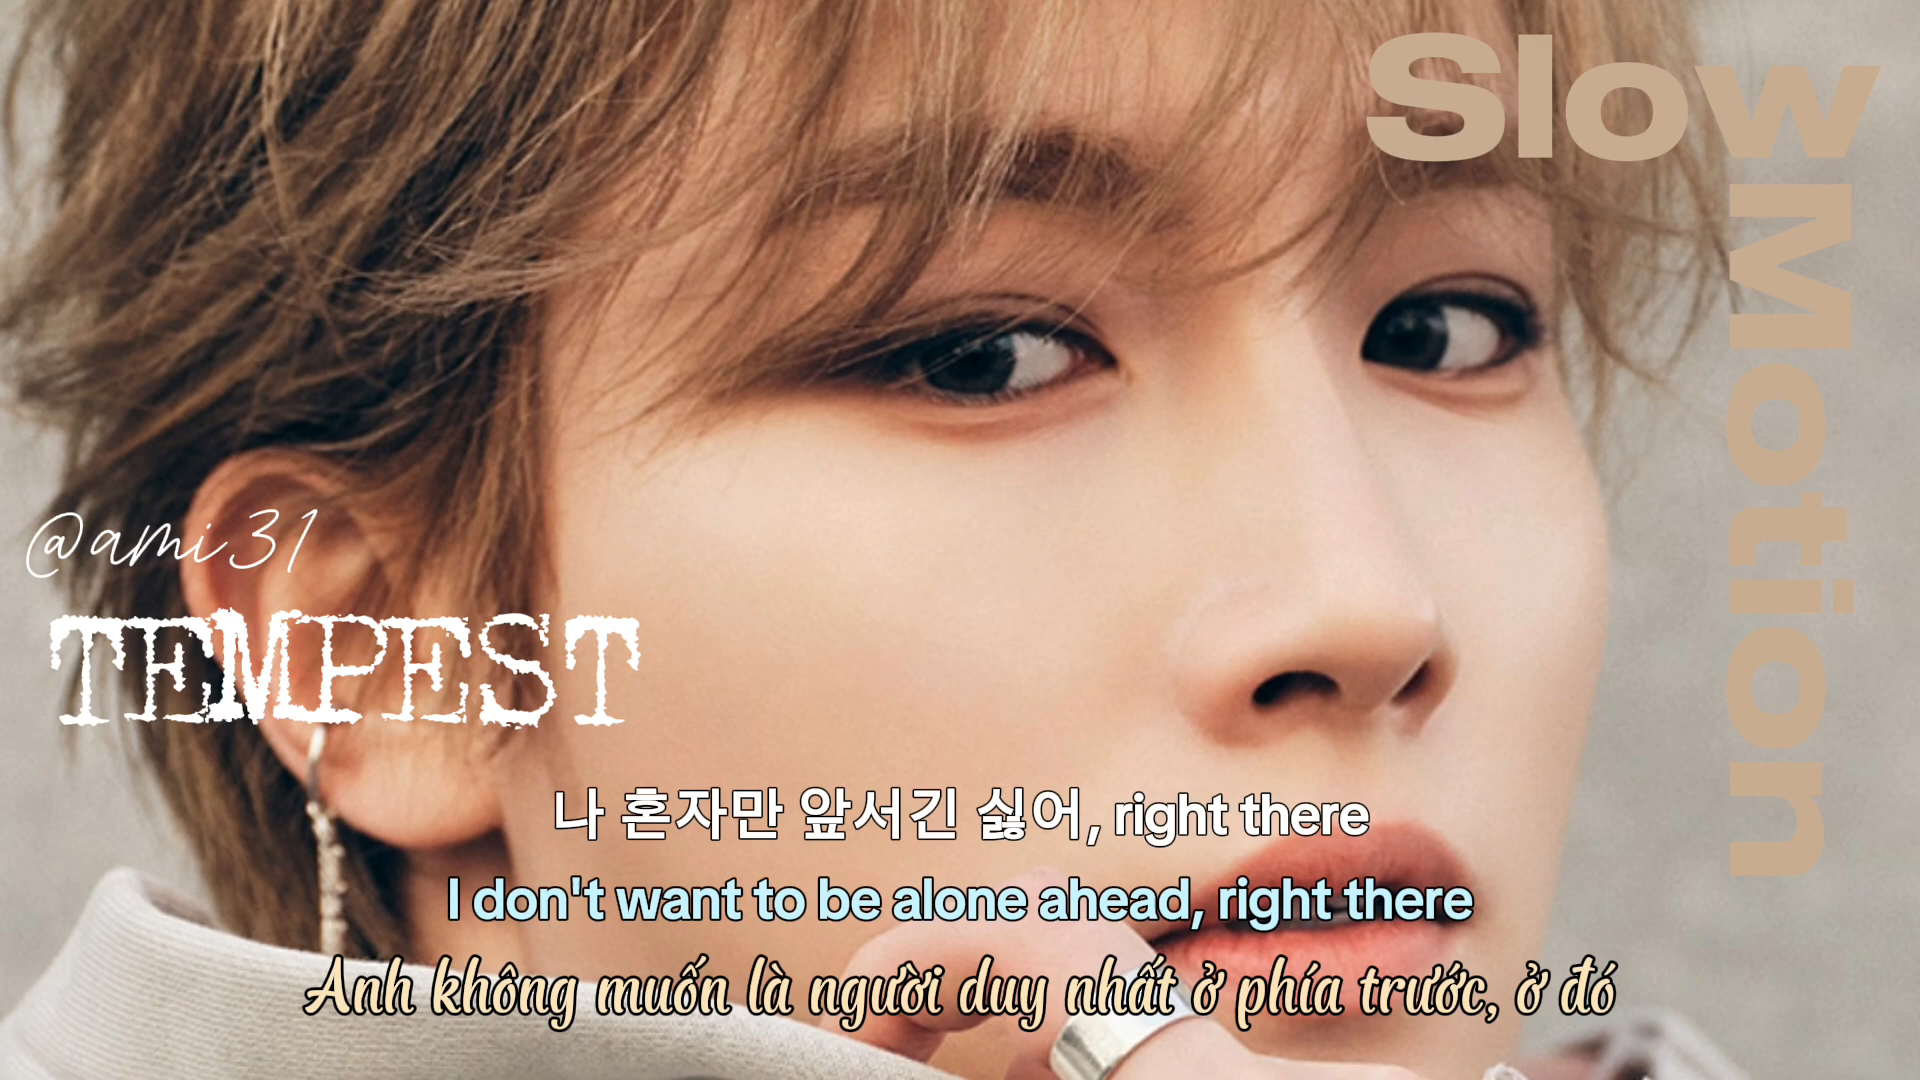 Slow
Motion
@ami31
TEMPEST
나 혼자만 앞서긴 싫어, right there
I don't want to be alone ahead, right there
Anh không muốn là người duy nhất ở phía trước, ở đó